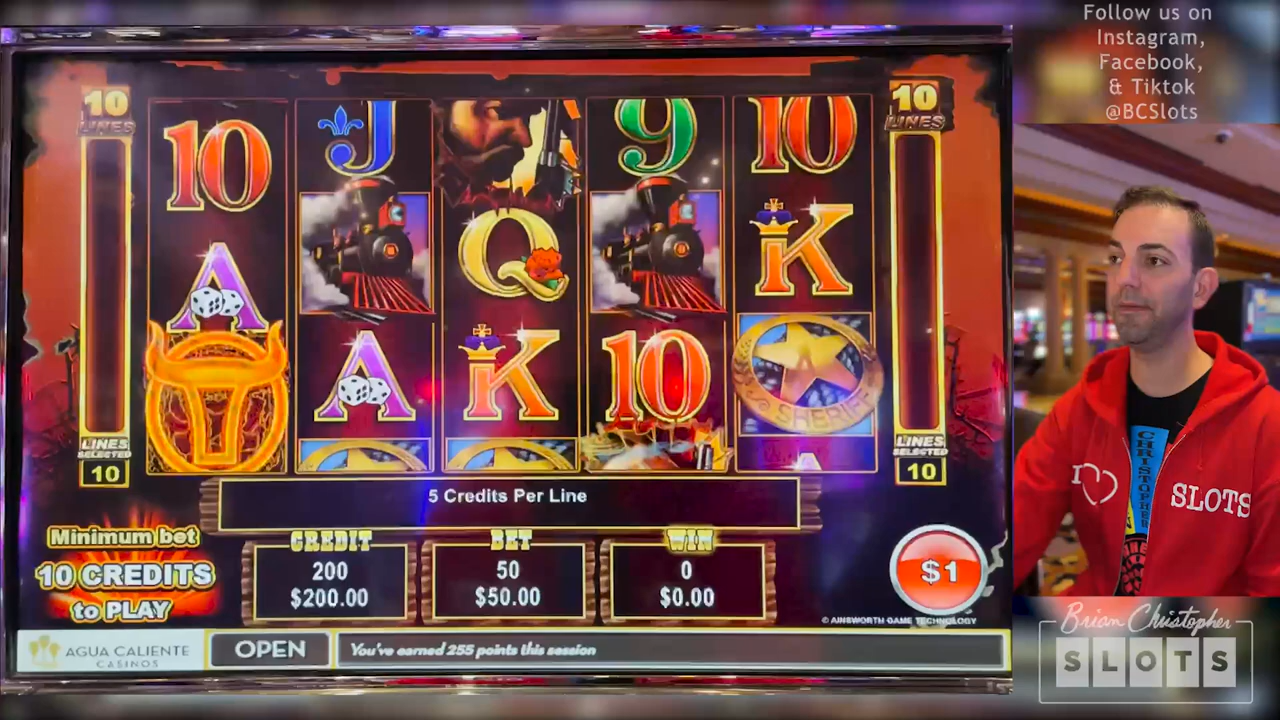 Follow us on
Instagram,
Facebook,
& Tiktok
@BCSlots
10
LINES
10
LINES
10
J
9
10
A
Q
K
A
K
10
SHERIFF
LINES
SELECTED
10
LINES
SELECTED
10
5 Credits Per Line
Minimum bet
10 CREDITS
to PLAY
CREDIT
200
$200.00
BET
50
$50.00
WIN
0
$0.00
$1
© AINSWORTH GAME TECHNOLOGY
AGUA CALIENTE
CASINOS
OPEN
You've earned 255 points this session
I
SLOTS
CHRISTOPHER
Brian Christopher
SLOTS